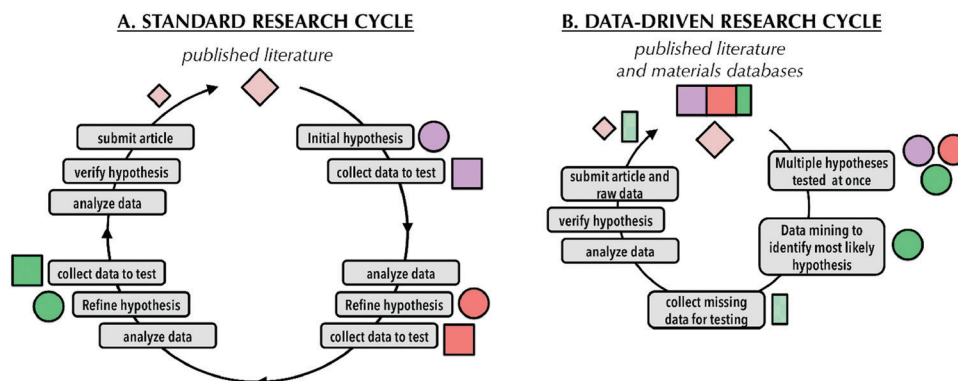 A. STANDARD RESEARCH CYCLE
published literature
Initial hypothesis
collect data to test
analyze data
Refine hypothesis
collect data to test
analyze data
Refine hypothesis
collect data to test
analyze data
verify hypothesis
submit article
B. DATA-DRIVEN RESEARCH CYCLE
published literature
and materials databases
Multiple hypotheses
tested at once
Data mining to
identify most likely
hypothesis
collect missing
data for testing
analyze data
verify hypothesis
submit article and
raw data